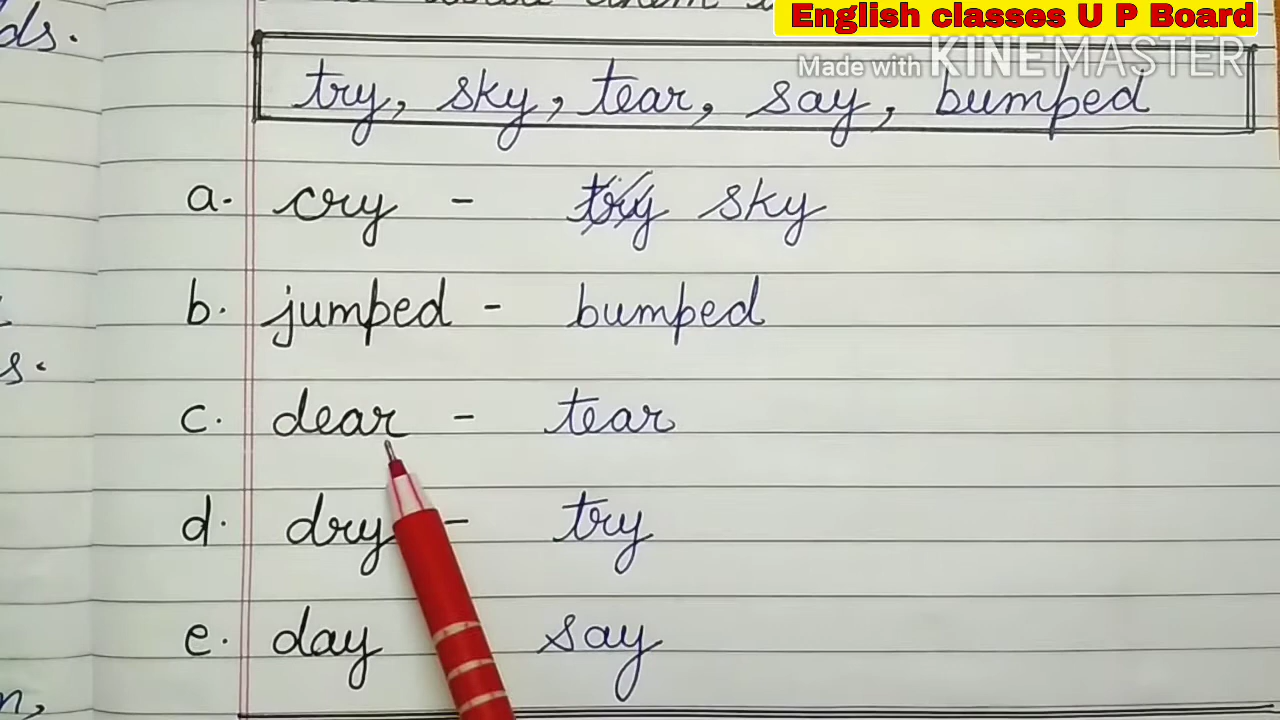 English classes U P Board
Made with KINEMASTER
ds.
try, sky, tear, say, bumped
a. cry - try sky
b. jumped - bumped
c. dear - tear
s.
d. dry - try
e. day say
n,